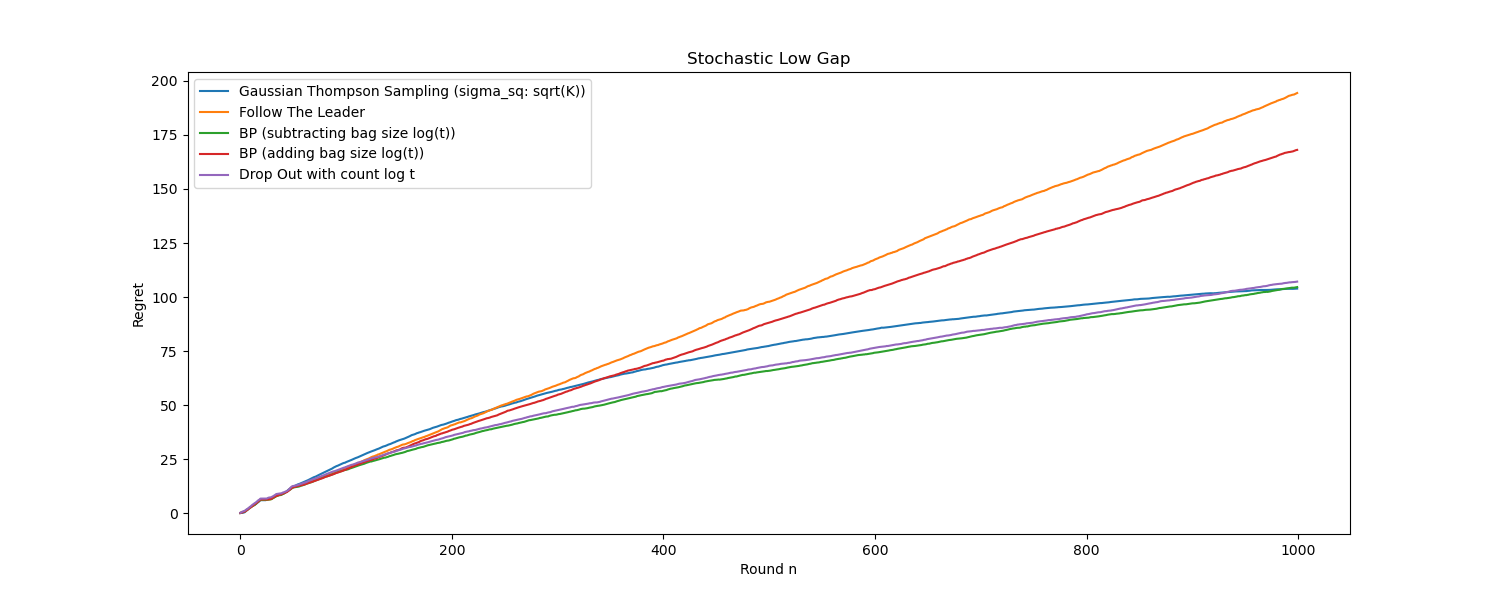 Stochastic Low Gap
200
175
150
125
100
75
50
25
0
Regret
Gaussian Thompson Sampling (sigma_sq: sqrt(K))
Follow The Leader
BP (subtracting bag size log(t))
BP (adding bag size log(t))
Drop Out with count log t
0 200 400 600 800 1000
Round n